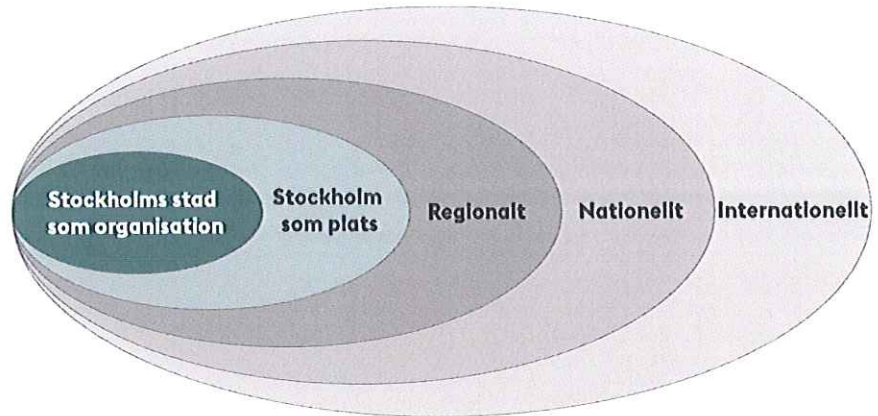 Stockholms stad
som organisation
Stockholm
som plats
Regionalt
Nationellt
Internationellt